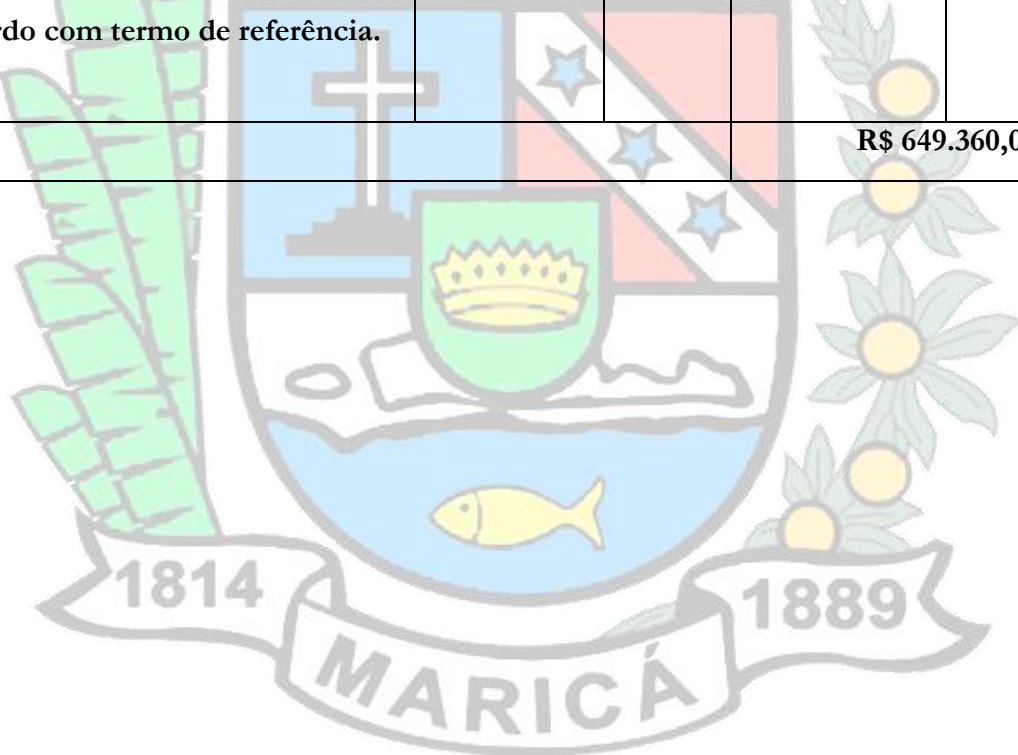 rdo com termo de referência.
R$ 649.360,0
1814
1889
MARICÁ